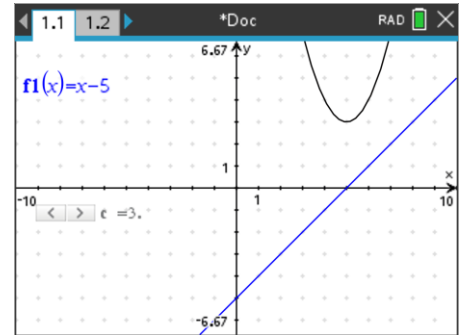 1.1 1.2 *Doc RAD
6.67 y
f1(x)=x-5
1
x
-10 1 10
< > c =3.
-6.67